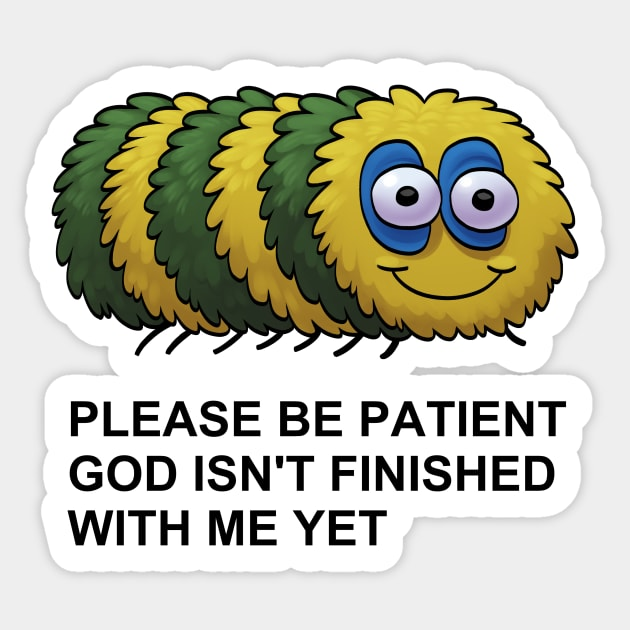 PLEASE BE PATIENT
GOD ISN'T FINISHED
WITH ME YET